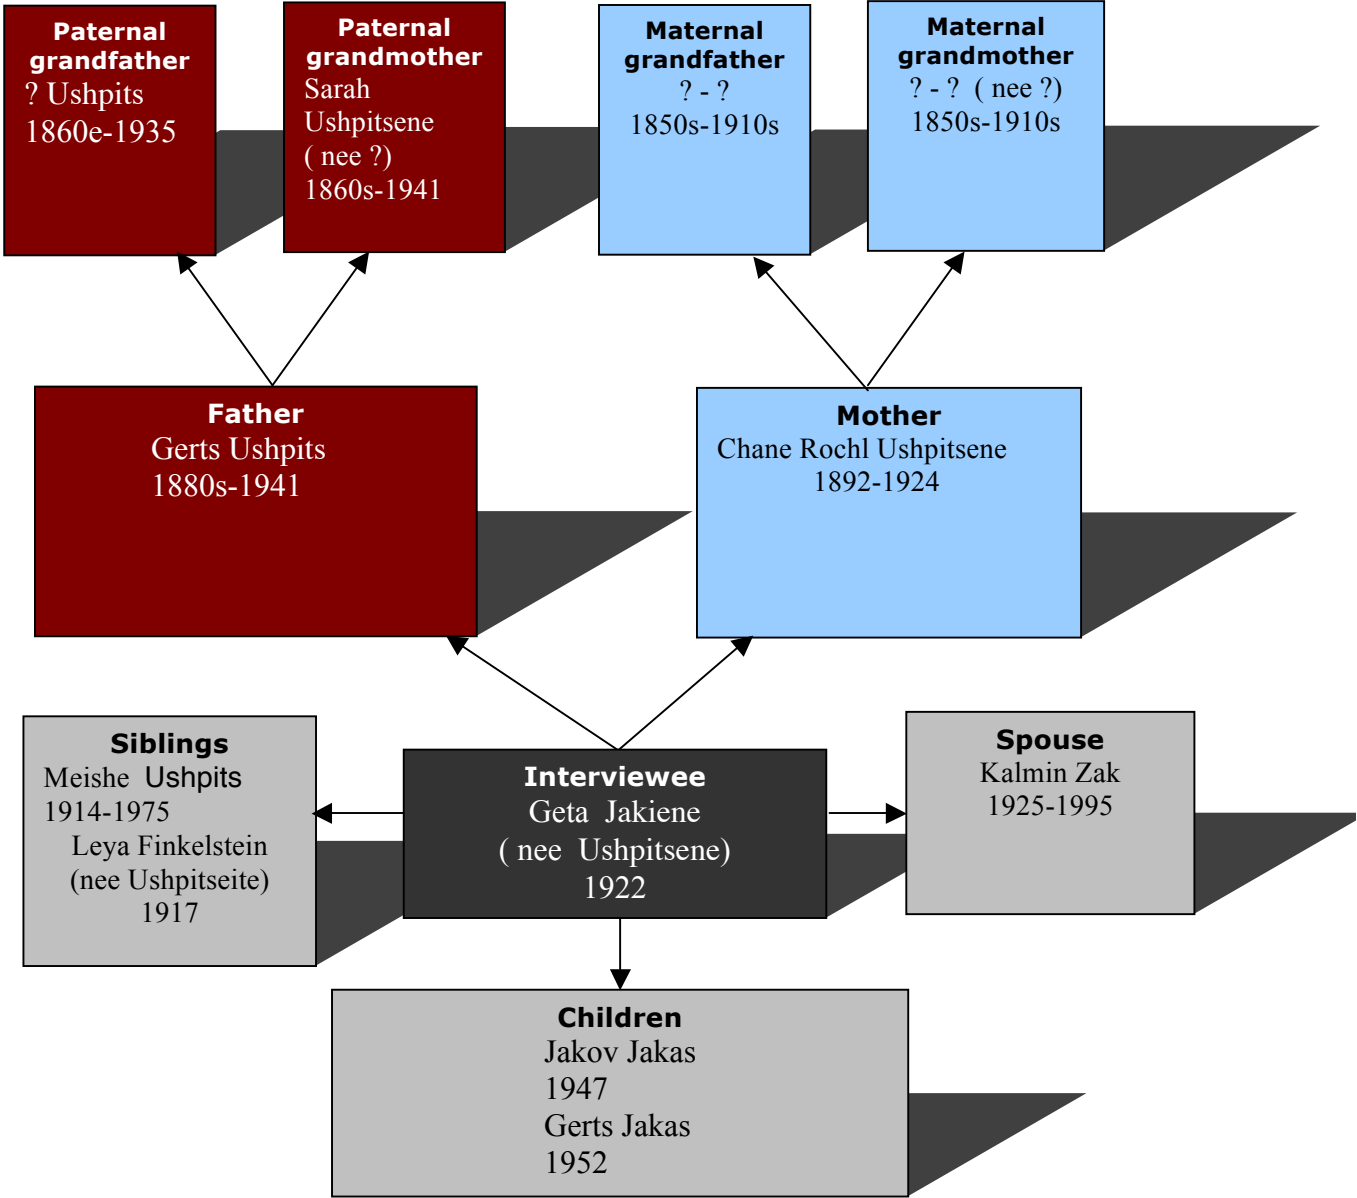 Paternal
grandfather
? Ushpits
1860e-1935
Paternal
grandmother
Sarah
Ushpitsene
( nee ?)
1860s-1941
Maternal
grandfather
? - ?
1850s-1910s
Maternal
grandmother
? - ? ( nee ?)
1850s-1910s
Father
Gerts Ushpits
1880s-1941
Mother
Chane Rochl Ushpitsene
1892-1924
Siblings
Meishe Ushpits
1914-1975
Leya Finkelstein
(nee Ushpitseite)
1917
Interviewee
Geta Jakiene
( nee Ushpitsene)
1922
Spouse
Kalmin Zak
1925-1995
Children
Jakov Jakas
1947
Gerts Jakas
1952